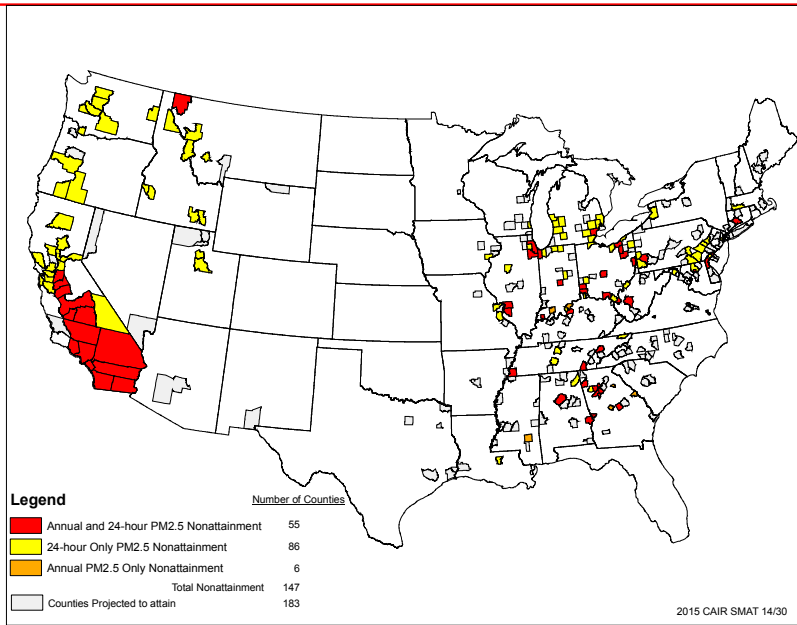 Legend
Number of Counties
Annual and 24-hour PM2.5 Nonattainment 55
24-hour Only PM2.5 Nonattainment 86
Annual PM2.5 Only Nonattainment 6
Total Nonattainment 147
Counties Projected to attain 183
2015 CAIR SMAT 14/30